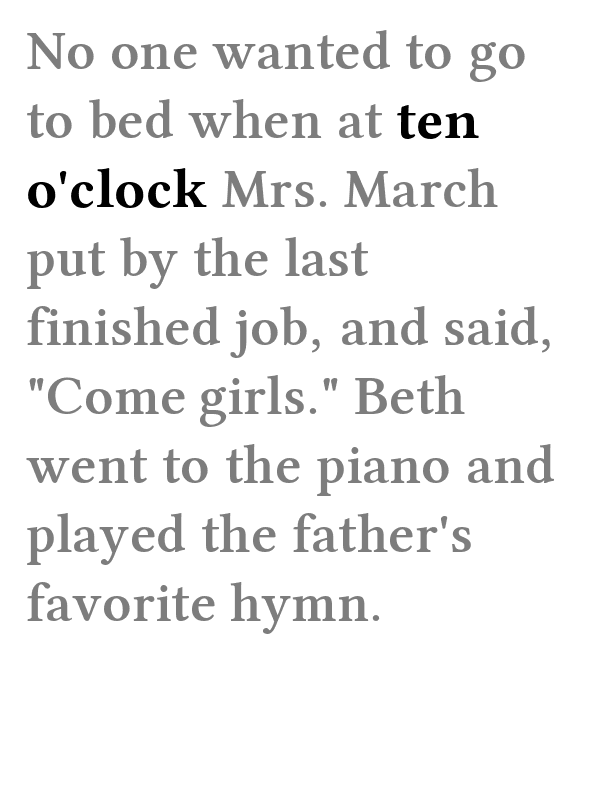 No one wanted to go
to bed when at ten
o'clock Mrs. March
put by the last
finished job, and said,
"Come girls." Beth
went to the piano and
played the father's
favorite hymn.